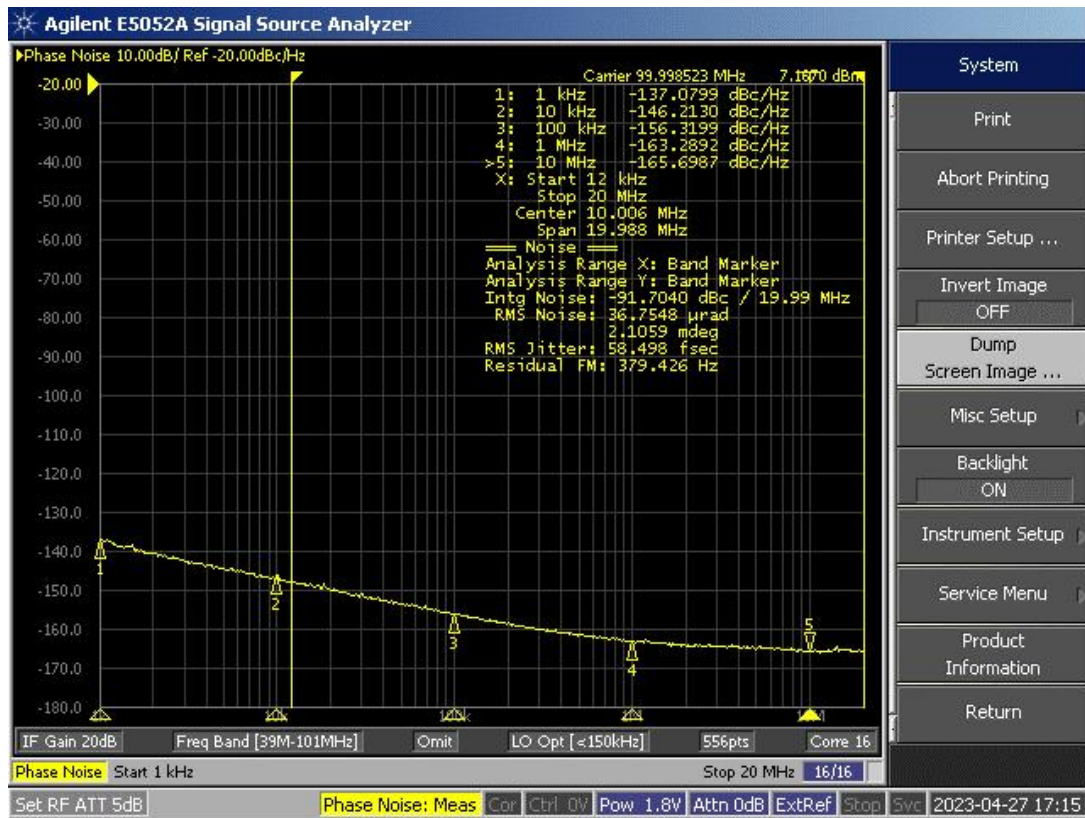 Agilent E5052A Signal Source Analyzer
▶Phase Noise 10.00dB/ Ref -20.00dBc/Hz
Carrier 99.998523 MHz 7.1670 dBm
1: 1 kHz -137.0799 dBc/Hz
2: 10 kHz -146.2130 dBc/Hz
3: 100 kHz -156.3199 dBc/Hz
4: 1 MHz -163.2892 dBc/Hz
>5: 10 MHz -165.6987 dBc/Hz
X: Start 12 kHz
Stop 20 MHz
Center 10.006 MHz
Span 19.988 MHz
=== Noise ===
Analysis Range X: Band Marker
Analysis Range Y: Band Marker
Intg Noise: -91.7040 dBc / 19.99 MHz
RMS Noise: 36.7548 µrad
2.1059 mdeg
RMS Jitter: 58.498 fsec
Residual FM: 379.426 Hz
-20.00
-30.00
-40.00
-50.00
-60.00
-70.00
-80.00
-90.00
-100.0
-110.0
-120.0
-130.0
-140.0
-150.0
-160.0
-170.0
-180.0
1
2
3
4
5
IF Gain 20dB Freq Band [39M-101MHz] Omit LO Opt [<150kHz] 556pts Corre 16
Phase Noise Start 1 kHz Stop 20 MHz 16/16
System
Print
Abort Printing
Printer Setup ...
Invert Image
OFF
Dump
Screen Image ...
Misc Setup
Backlight
ON
Instrument Setup
Service Menu
Product
Information
Return
Set RF ATT 5dB Phase Noise: Meas Cor Ctrl 0V Pow 1.8V Attn 0dB ExtRef Stop Svc 2023-04-27 17:15